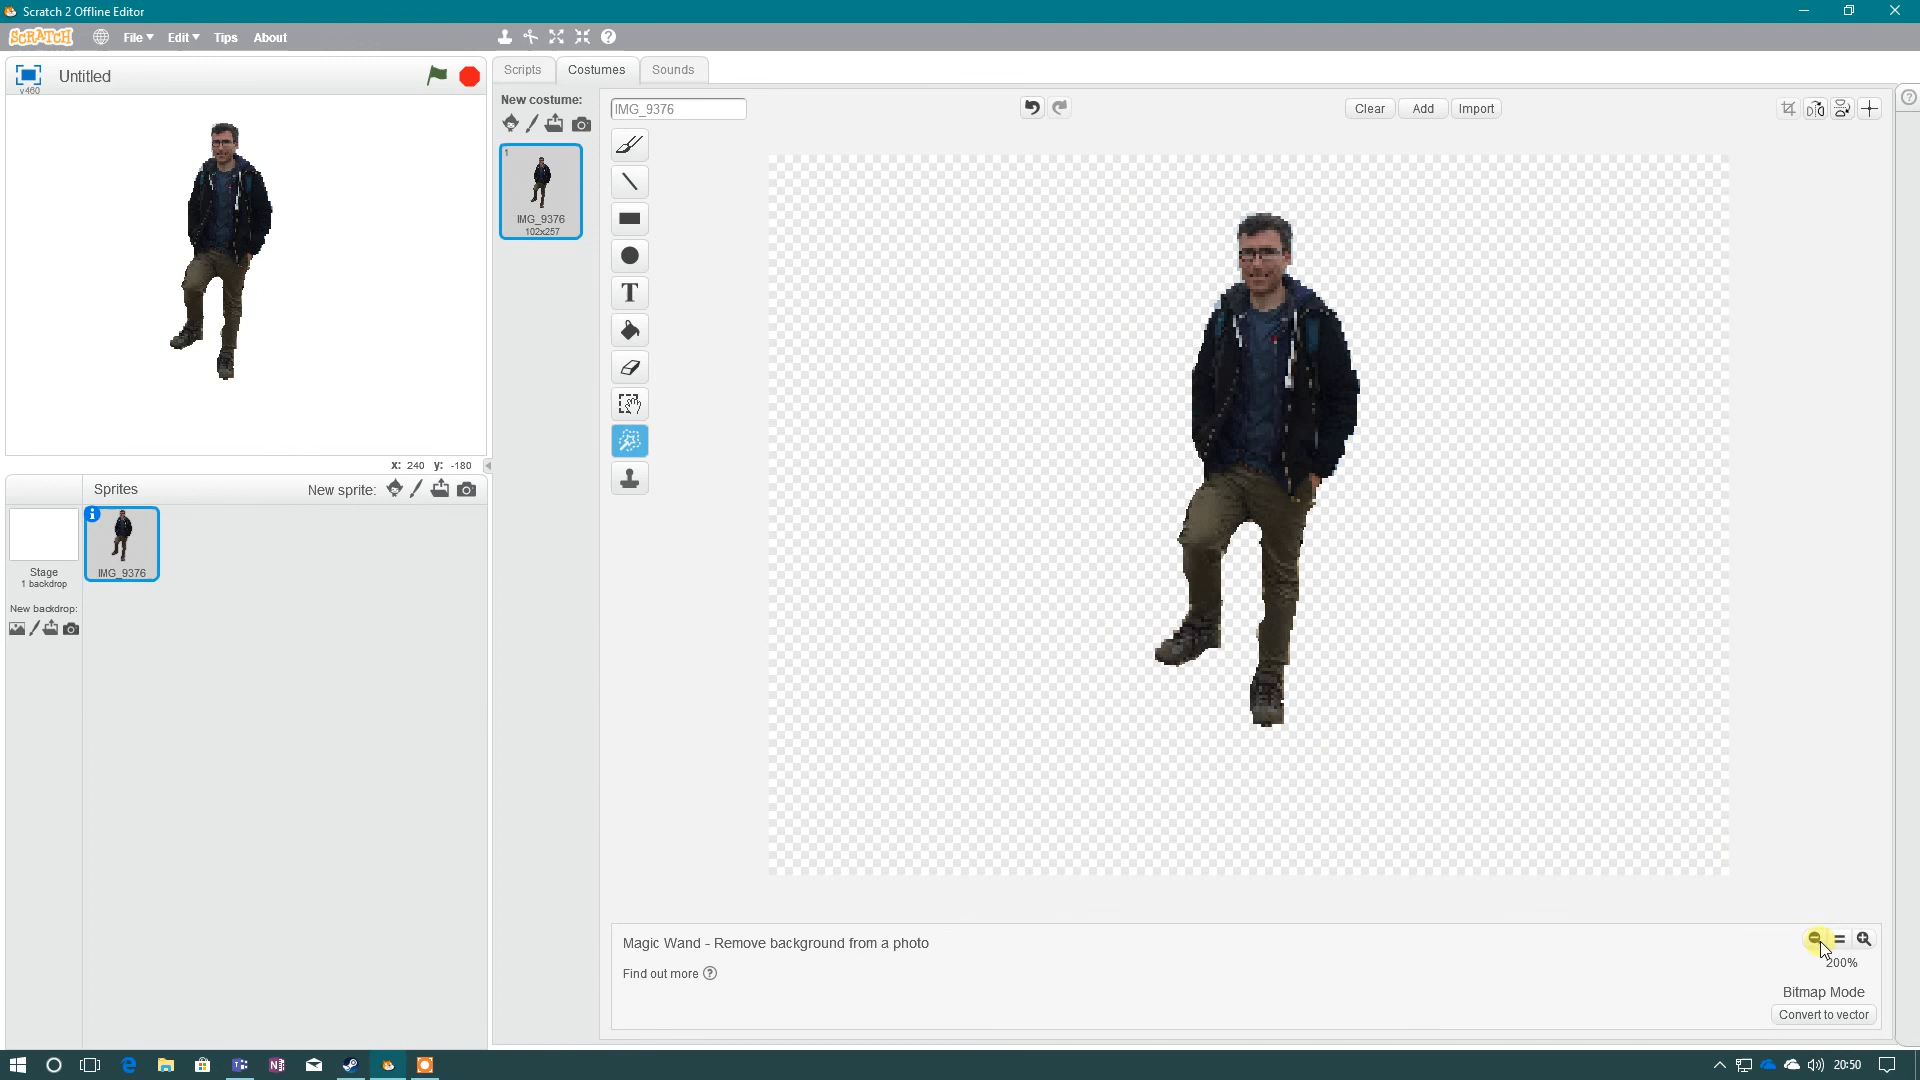 Scratch 2 Offline Editor
SCRATCH File Edit Tips About
v460
Untitled
Scripts Costumes Sounds
New costume:
IMG_9376
Clear Add Import
1
IMG_9376
102x257
x: 240 y: -180
Sprites New sprite:
IMG_9376
Stage
1 backdrop
New backdrop:
Magic Wand - Remove background from a photo
Find out more
200%
Bitmap Mode
Convert to vector
20:50